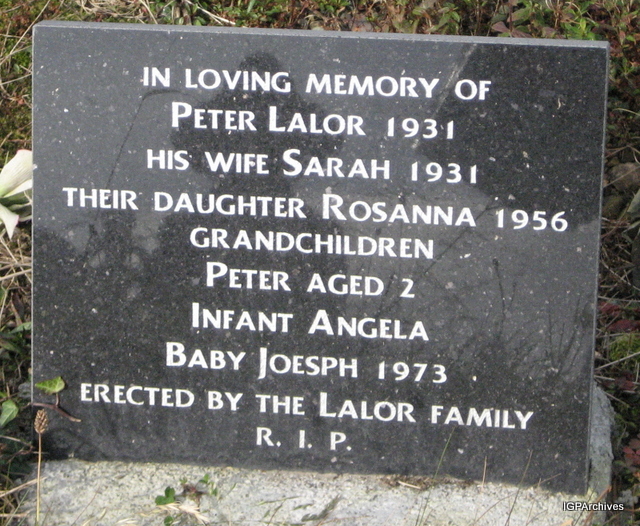 IN LOVING MEMORY OF
PETER LALOR 1931
HIS WIFE SARAH 1931
THEIR DAUGHTER ROSANNA 1956
GRANDCHILDREN
PETER AGED 2
INFANT ANGELA
BABY JOESPH 1973
ERECTED BY THE LALOR FAMILY
R. I. P.
IGPArchives